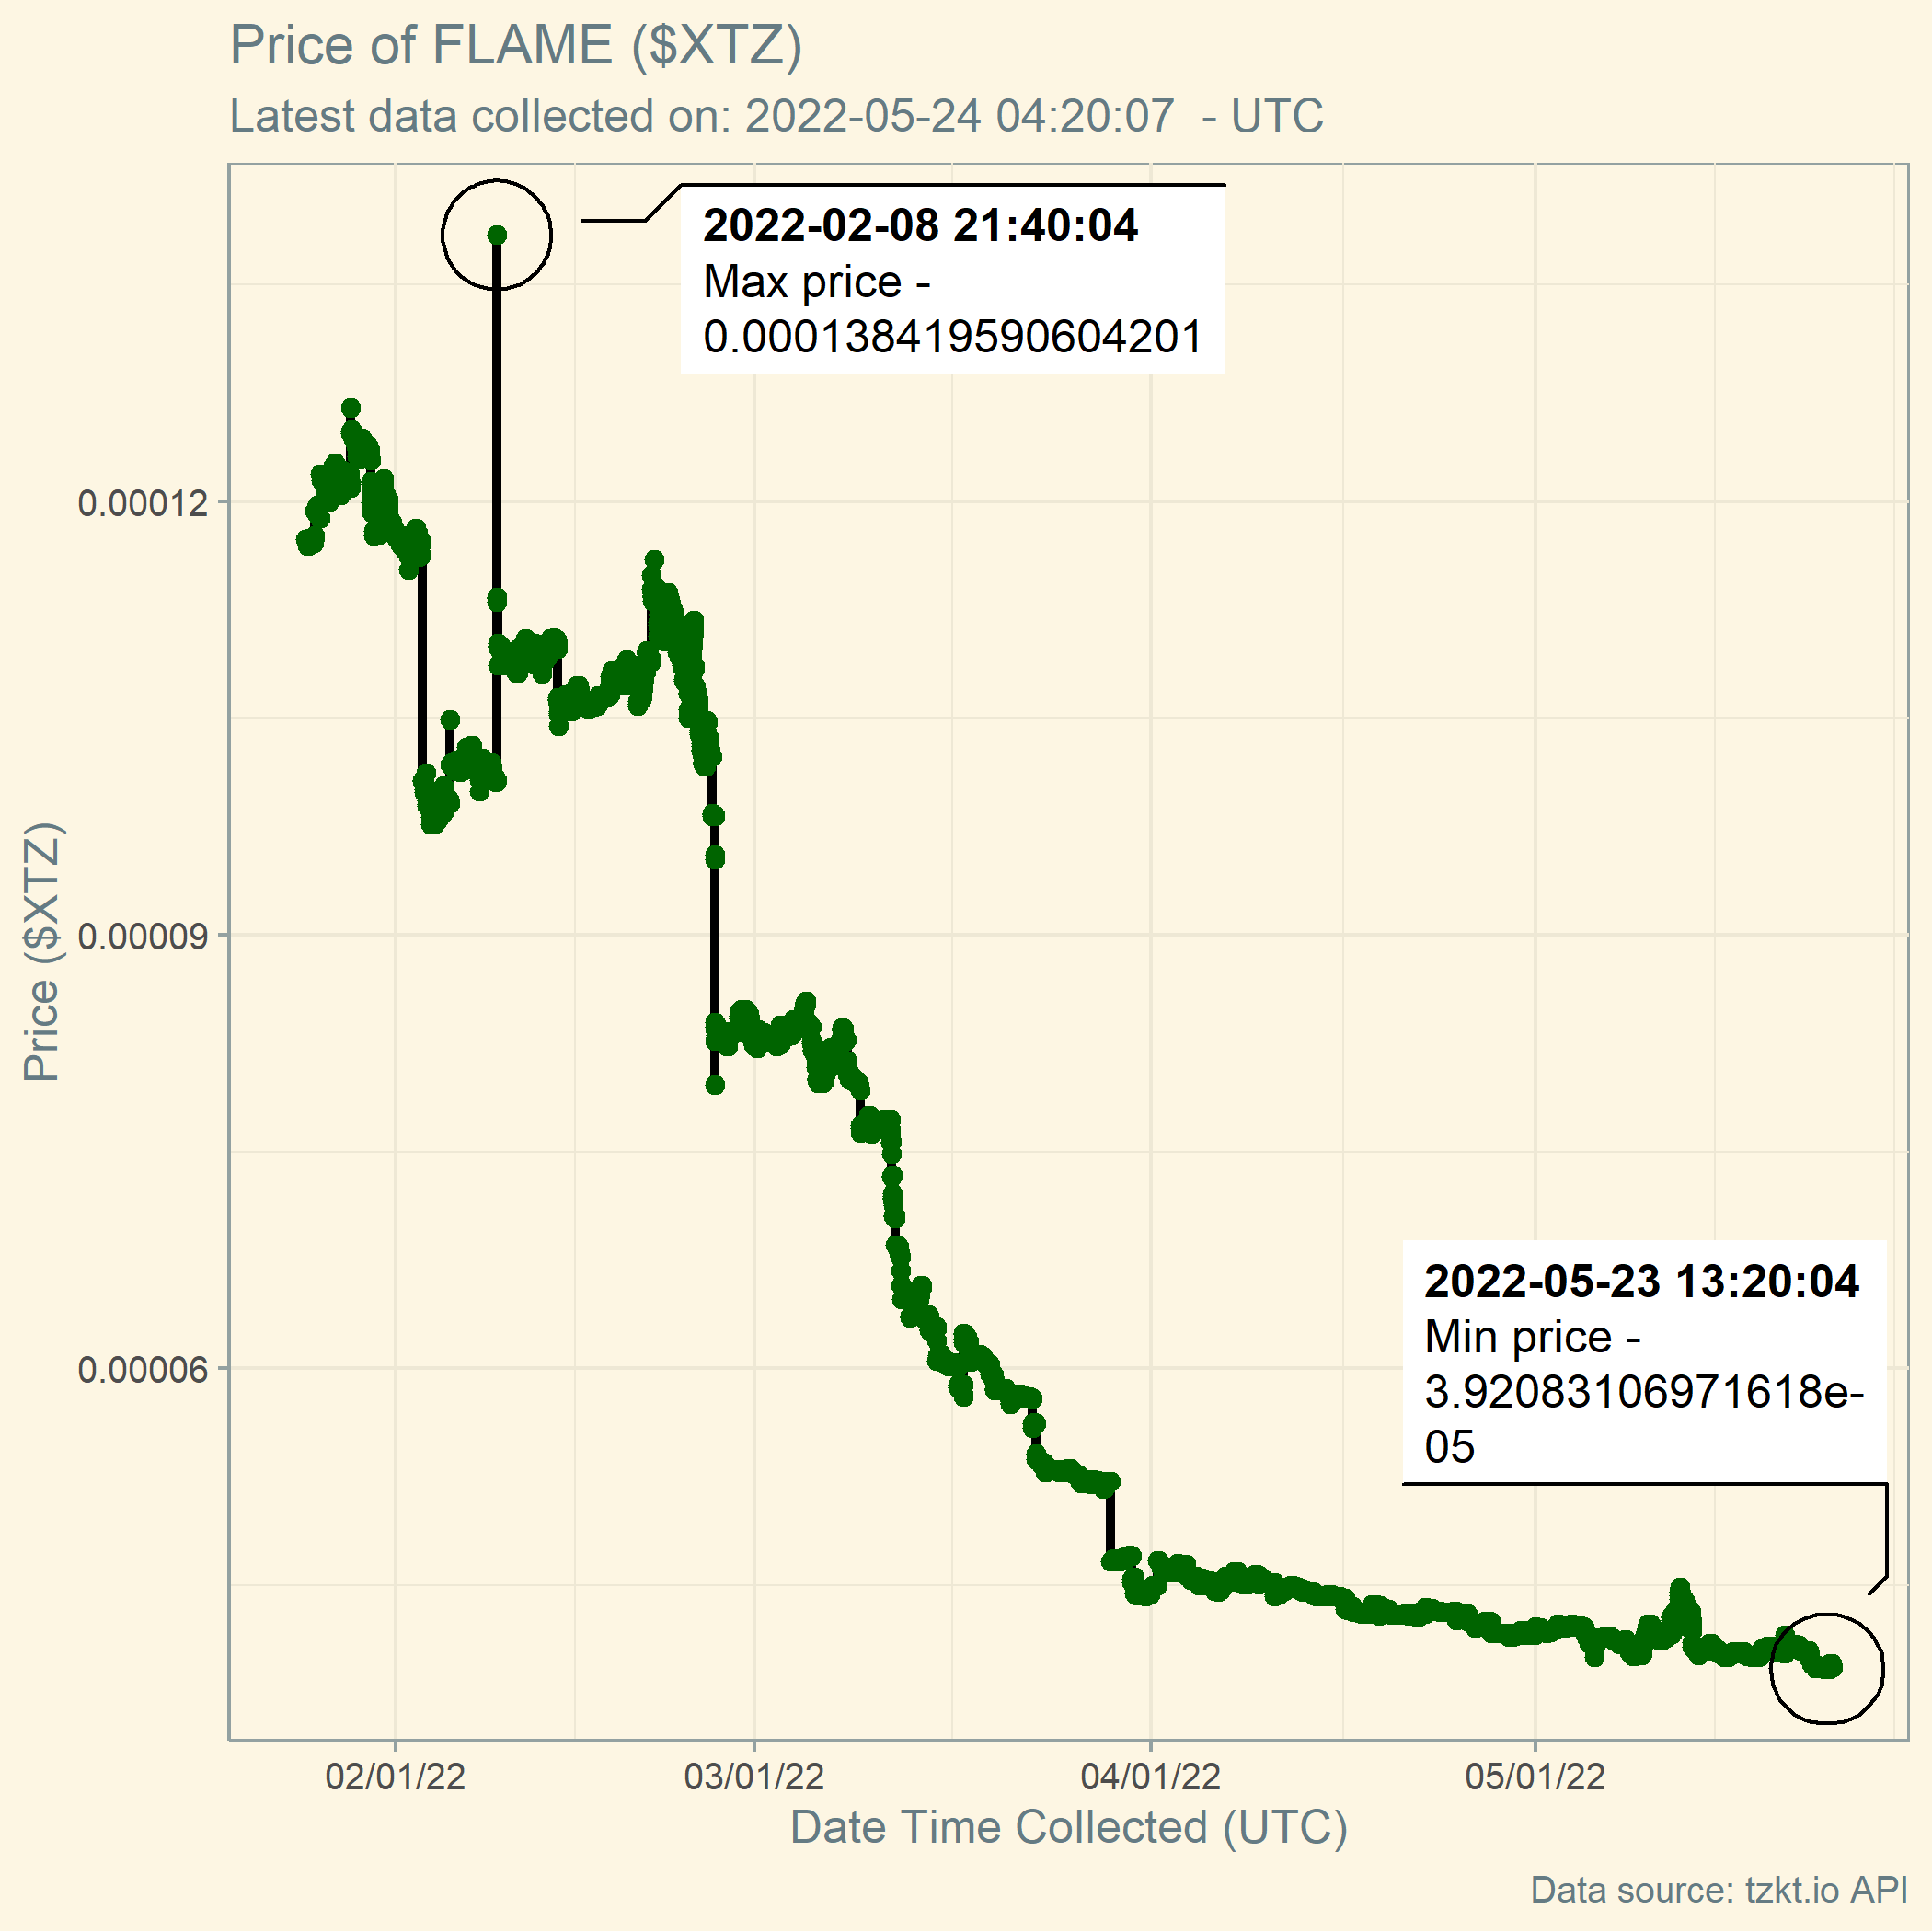 Price of FLAME ($XTZ)
Latest data collected on: 2022-05-24 04:20:07  - UTC
2022-02-08 21:40:04
Max price -
0.000138419590604201
0.00012
0.00009
0.00006
Price ($XTZ)
2022-05-23 13:20:04
Min price -
3.92083106971618e-
05
02/01/22
03/01/22
04/01/22
05/01/22
Date Time Collected (UTC)
Data source: tzkt.io API